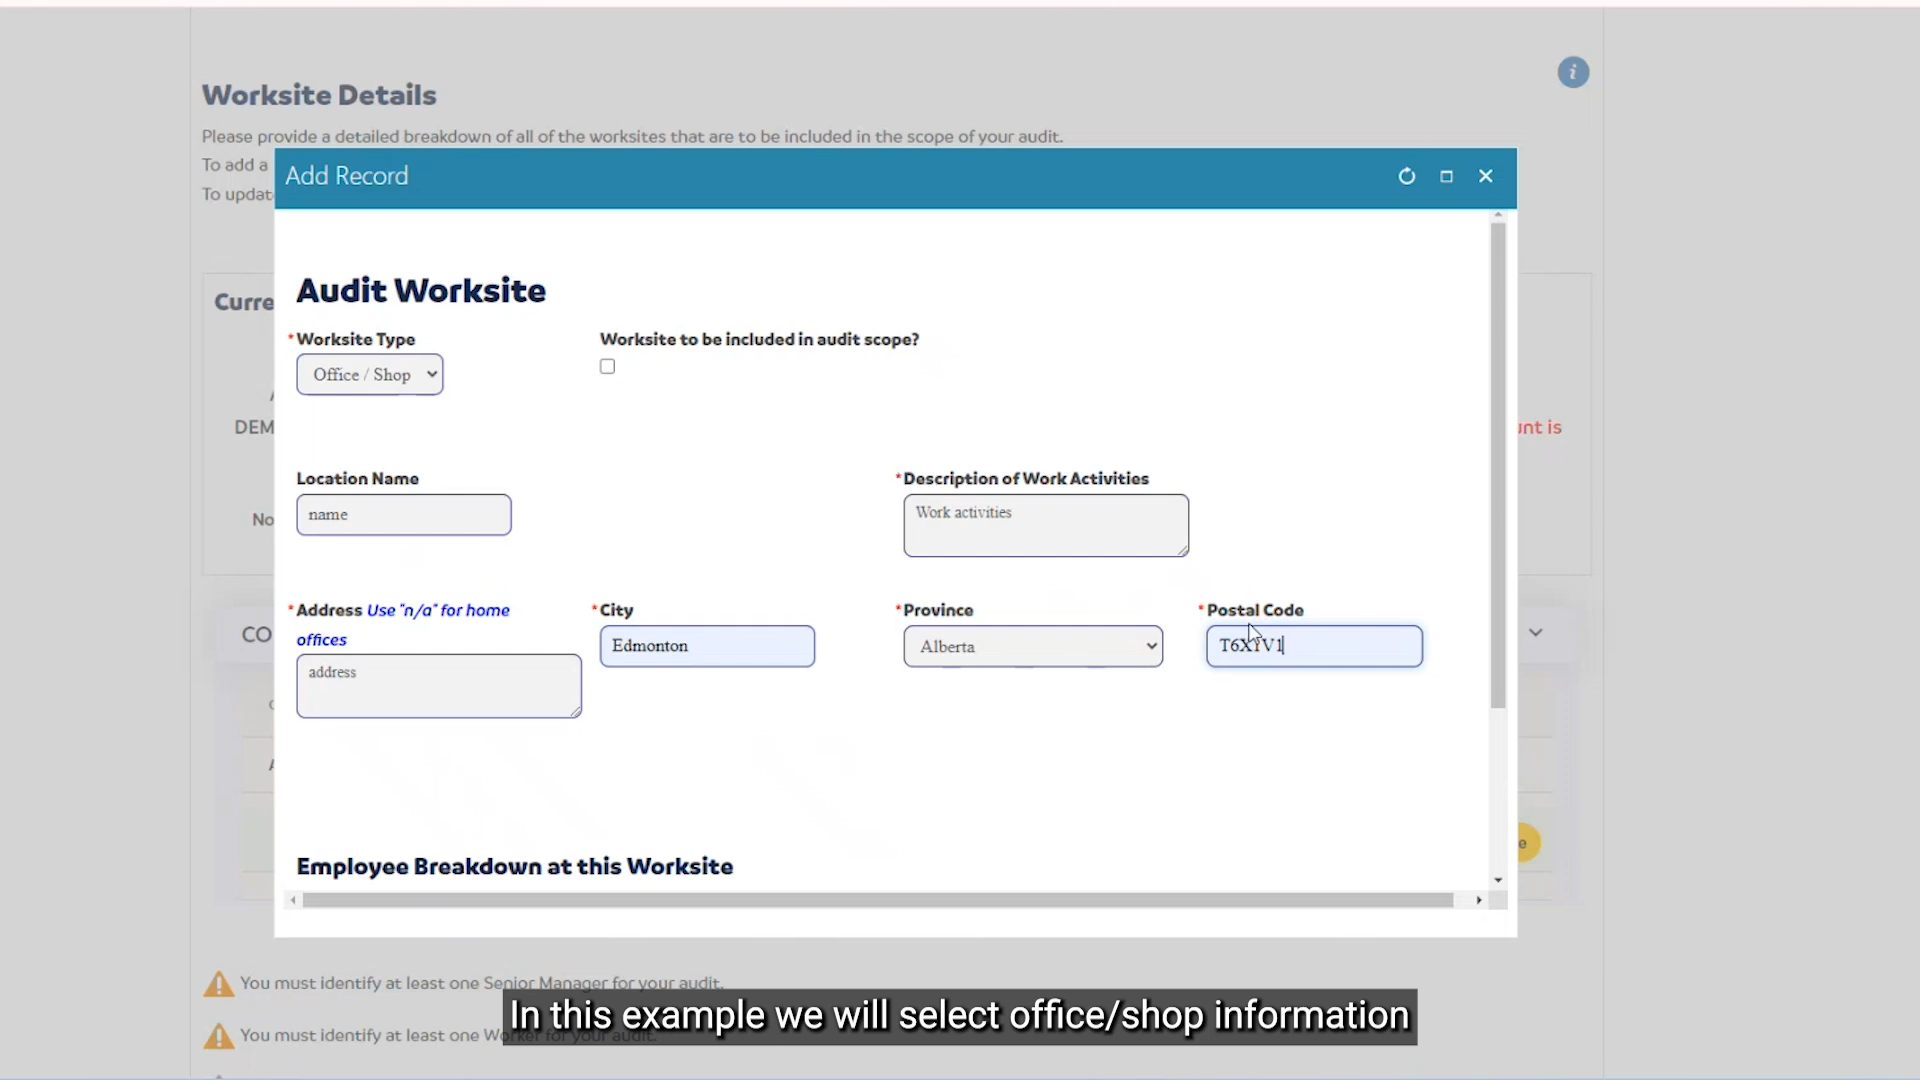 Worksite Details
Please provide a detailed breakdown of all of the worksites that are to be included in the scope of your audit.
To add a
To updat
Add Record
Audit Worksite
Curre
*Worksite Type
Worksite to be included in audit scope?
Office / Shop
DEM
unt is
Location Name
*Description of Work Activities
name
Work activities
No
*Address Use "n/a" for home offices
*City
*Province
*Postal Code
CO
Edmonton
Alberta
address
Employee Breakdown at this Worksite
e
You must identify at least one Senior Manager for your audit.
In this example we will select office/shop information
You must identify at least one Worker for your audit.